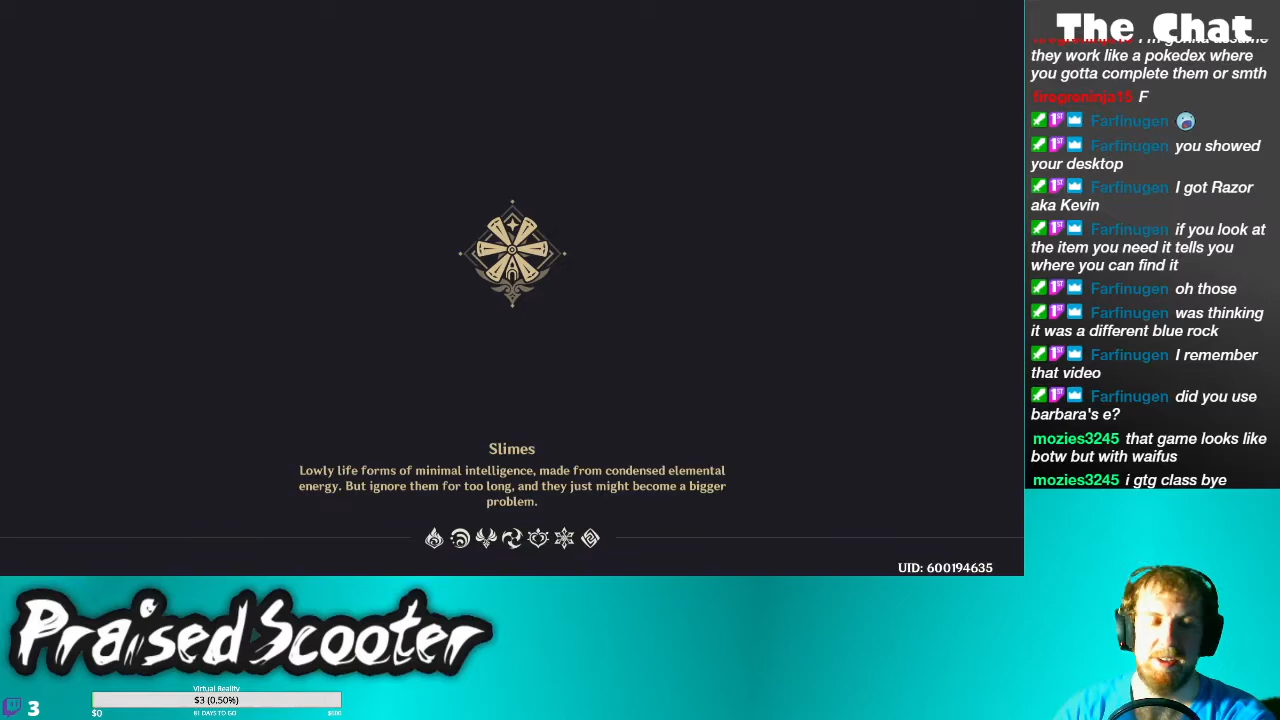 The Chat
they work like a pokedex where
you gotta complete them or smth
firegreninja15 F
Farfinugen
Farfinugen you showed
your desktop
Farfinugen I got Razor
aka Kevin
Farfinugen if you look at
the item you need it tells you
where you can find it
Farfinugen oh those
Farfinugen was thinking
it was a different blue rock
Farfinugen I remember
that video
Farfinugen did you use
barbara's e?
mozies3245 that game looks like
botw but with waifus
mozies3245 i gtg class bye
Slimes
Lowly life forms of minimal intelligence, made from condensed elemental
energy. But ignore them for too long, and they just might become a bigger
problem.
UID: 600194635
PraisedScooter
3
Virtual Reality
$3 (0.50%)
$0
81 DAYS TO GO
$600